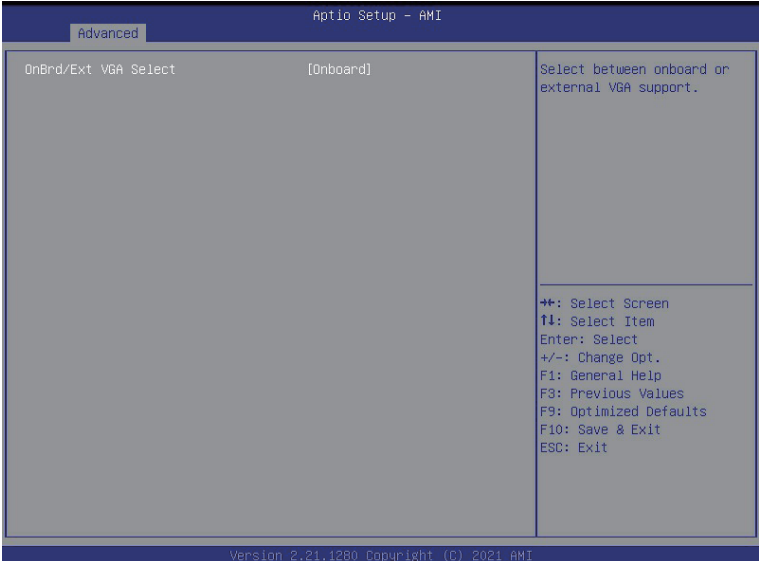 Aptio Setup – AMI
Advanced
OnBrd/Ext VGA Select [Onboard]
Select between onboard or
external VGA support.
→←: Select Screen
↑↓: Select Item
Enter: Select
+/-: Change Opt.
F1: General Help
F3: Previous Values
F9: Optimized Defaults
F10: Save & Exit
ESC: Exit
Version 2.21.1280 Copyright (C) 2021 AMI